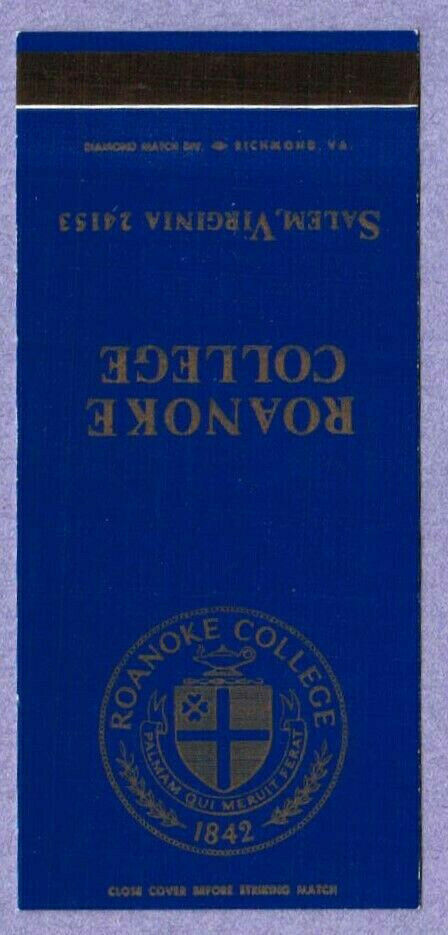 DIAMOND MATCH DIV. RICHMOND, VA.
SALEM, VIRGINIA 24153
ROANOKE
COLLEGE
ROANOKE COLLEGE
PALMAM QUI MERUIT FERAT
1842
CLOSE COVER BEFORE STRIKING MATCH